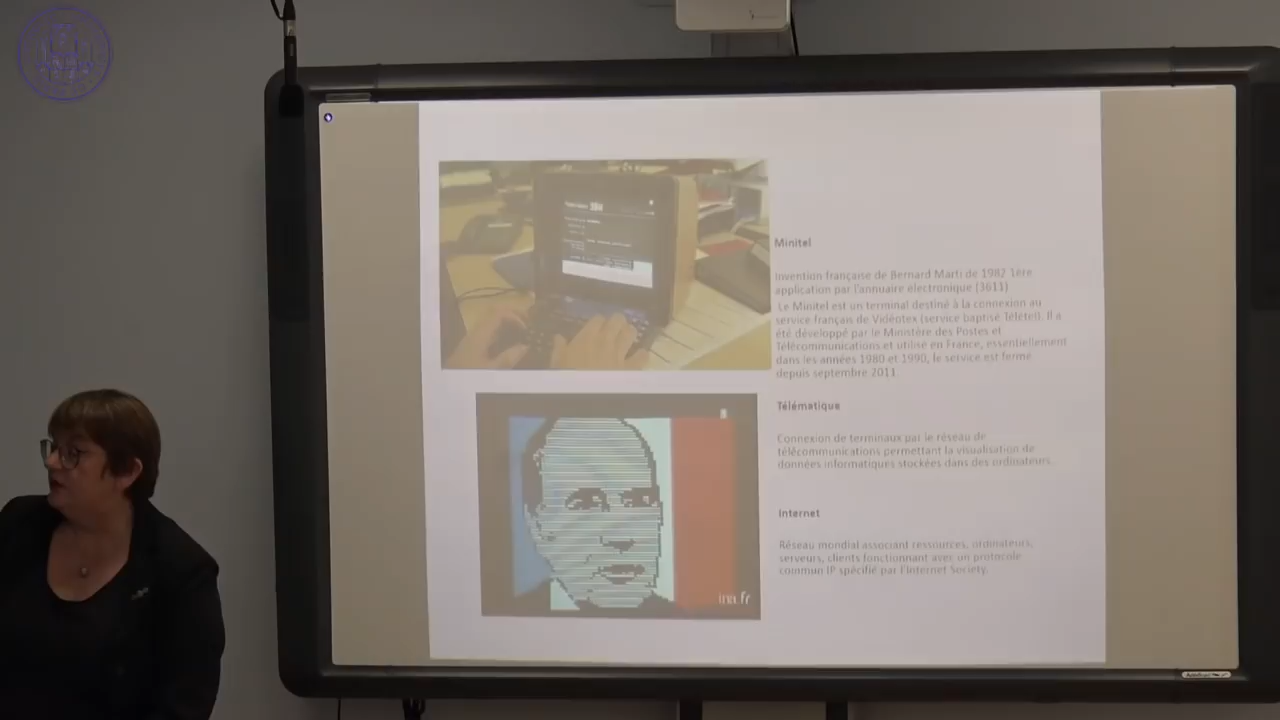 Minitel
Invention française de Bernard Marti de 1982 1ère
application par l'annuaire électronique (3611)
Le Minitel est un terminal destiné à la connexion au
service français de Vidéotex (service baptisé Télétel). Il a
été développé par le Ministère des Postes et
Télécommunications et utilisé en France, essentiellement
dans les années 1980 et 1990, le service est fermé
depuis septembre 2011.
Télématique
Connexion de terminaux par le réseau de
télécommunications permettant la visualisation de
données informatiques stockées dans des ordinateurs.
Internet
Réseau mondial associant ressources, ordinateurs,
serveurs, clients fonctionnant avec un protocole
commun IP spécifié par l'Internet Society.
ina.fr